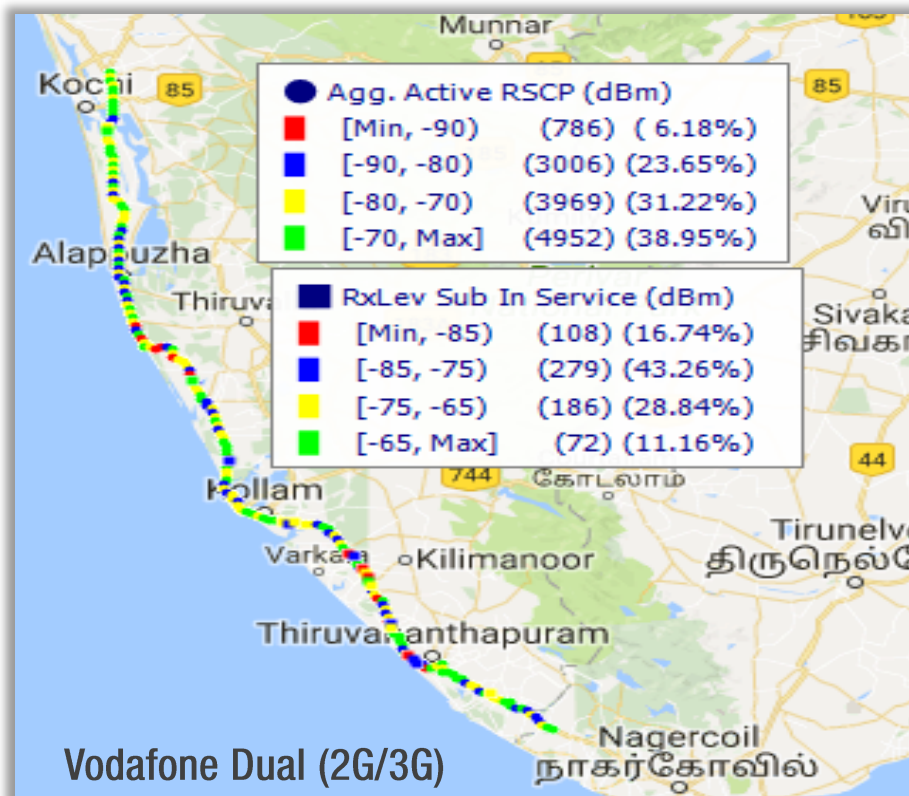 Munnar
Kochi
85
85
Agg. Active RSCP (dBm)
[Min, -90) (786) ( 6.18%)
[-90, -80) (3006) (23.65%)
[-80, -70) (3969) (31.22%)
[-70, Max] (4952) (38.95%)
Alappuzha
RxLev Sub In Service (dBm)
[Min, -85) (108) (16.74%)
[-85, -75) (279) (43.26%)
[-75, -65) (186) (28.84%)
[-65, Max] (72) (11.16%)
44
744
கோடலாம்
Kollam
Varkala
Kilimanoor
Thiruvananthapuram
Nagercoil
நாகர்கோவில்
Vodafone Dual (2G/3G)